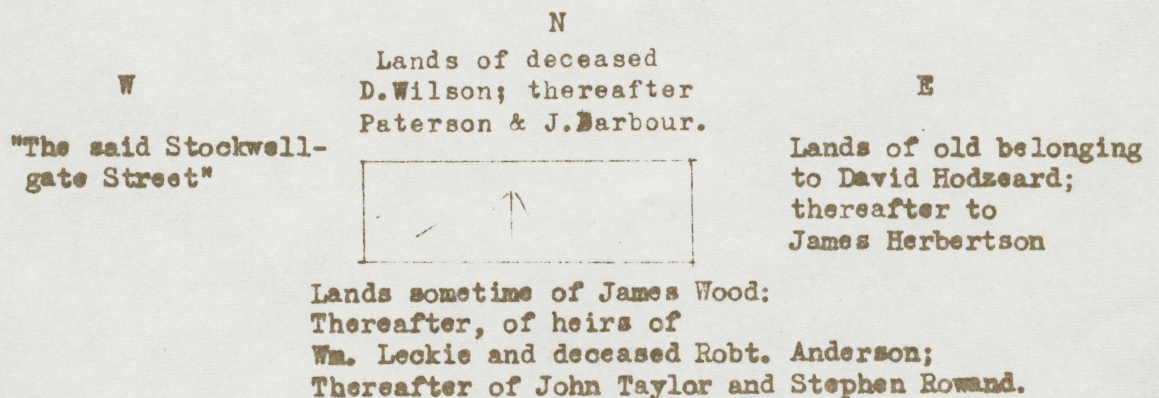 N
Lands of deceased
D.Wilson; thereafter
Paterson & J.Barbour.
W
"The said Stockwell-
gate Street"
E
Lands of old belonging
to David Hodzeard;
thereafter to
James Herbertson
Lands sometime of James Wood:
Thereafter, of heirs of
Wm. Leckie and deceased Robt. Anderson;
Thereafter of John Taylor and Stephen Rowand.